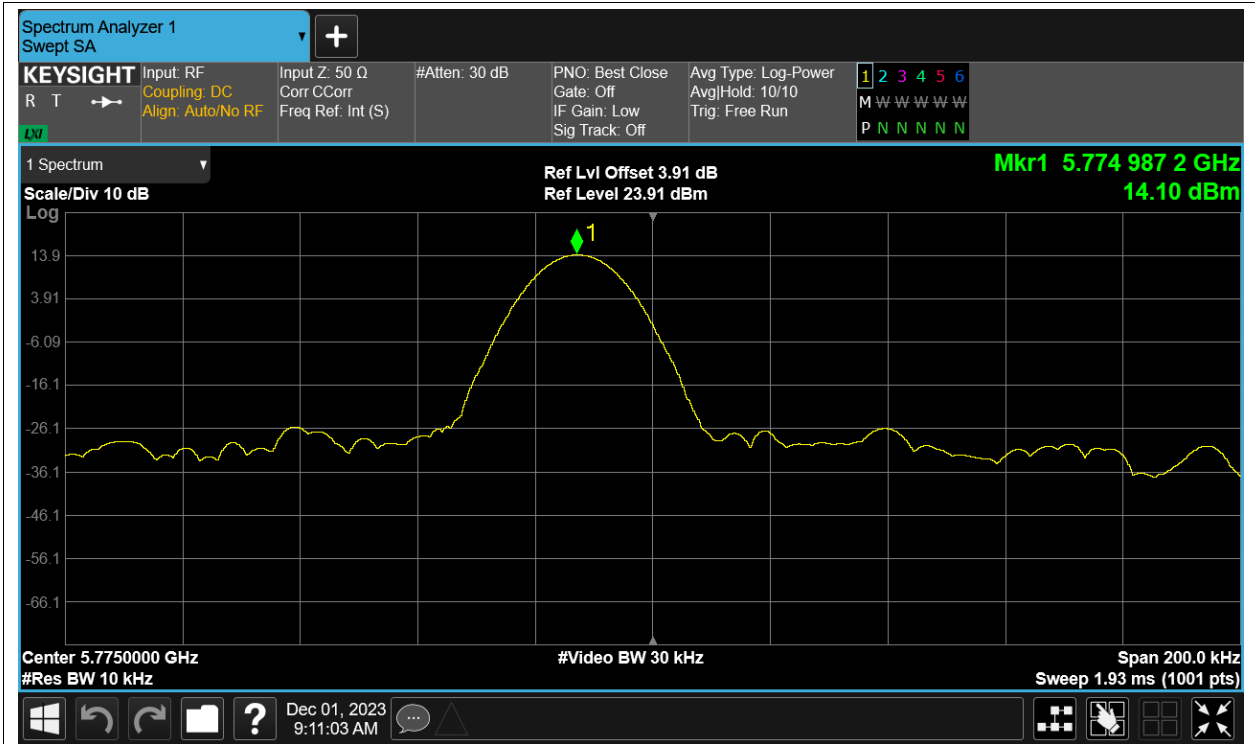 Spectrum Analyzer 1
Swept SA
KEYSIGHT
R T
LXI
Input: RF
Coupling: DC
Align: Auto/No RF
Input Z: 50 Ω
Corr CCorr
Freq Ref: Int (S)
#Atten: 30 dB
PNO: Best Close
Gate: Off
IF Gain: Low
Sig Track: Off
Avg Type: Log-Power
Avg|Hold: 10/10
Trig: Free Run
1 2 3 4 5 6
M W W W W W
P N N N N N
1 Spectrum
Scale/Div 10 dB
Ref Lvl Offset 3.91 dB
Ref Level 23.91 dBm
Mkr1 5.774 987 2 GHz
14.10 dBm
Log
1
13.9
3.91
-6.09
-16.1
-26.1
-36.1
-46.1
-56.1
-66.1
Center 5.7750000 GHz
#Video BW 30 kHz
Span 200.0 kHz
#Res BW 10 kHz
Sweep 1.93 ms (1001 pts)
?
Dec 01, 2023
9:11:03 AM